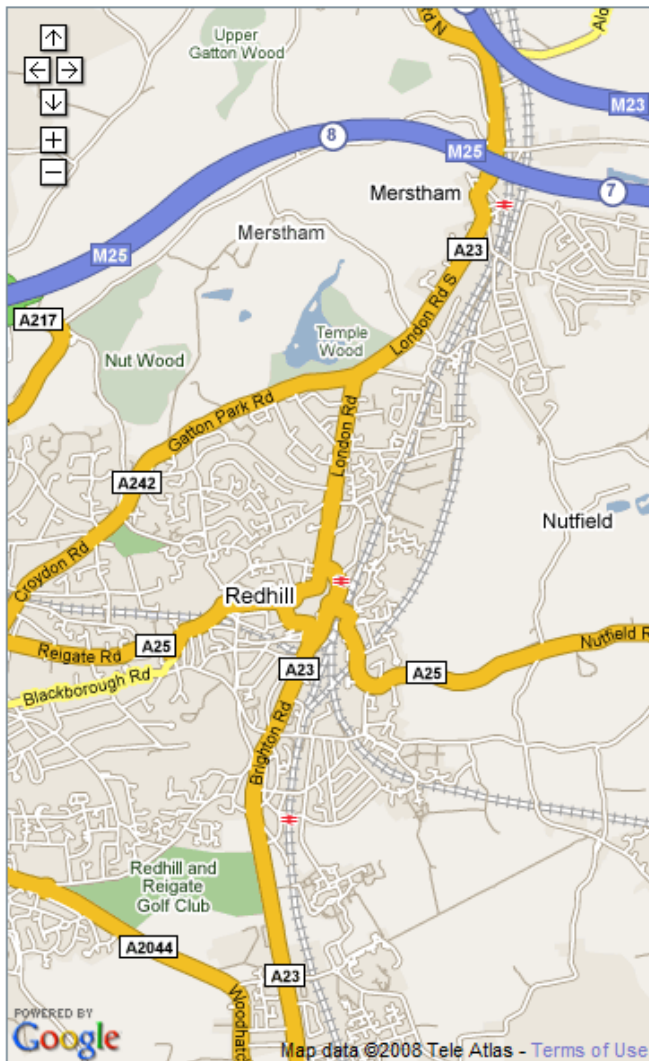 Upper
Gatton Wood
N Rd
Alo
M23
8
M25
7
Merstham
A23
Merstham
M25
A217
Temple
Wood
London Rd S
Nut Wood
Gatton Park Rd
London Rd
A242
Nutfield
Croydon Rd
Redhill
A25
Reigate Rd
Nutfield R
A23
A25
Blackborough Rd
Brighton Rd
Redhill and
Reigate
Golf Club
A2044
A23
Woodhatc
POWERED BY
Google
Map data ©2008 Tele Atlas - Terms of Use